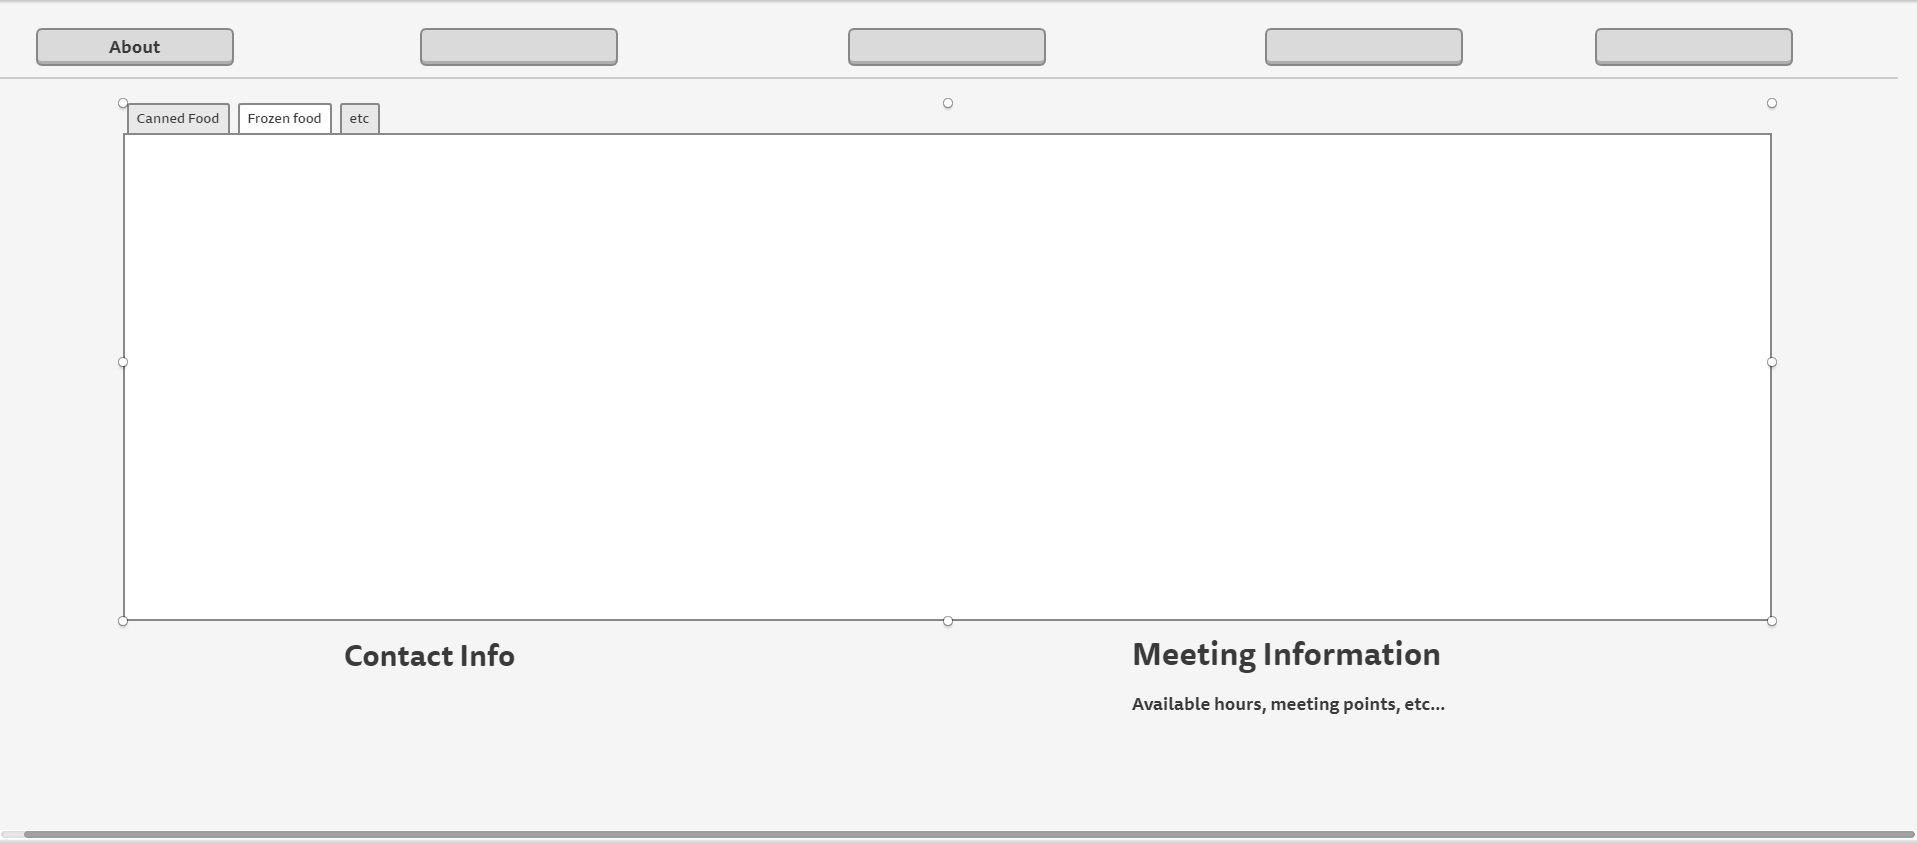 About
Canned Food
Frozen food
etc
Contact Info
Meeting Information
Available hours, meeting points, etc...